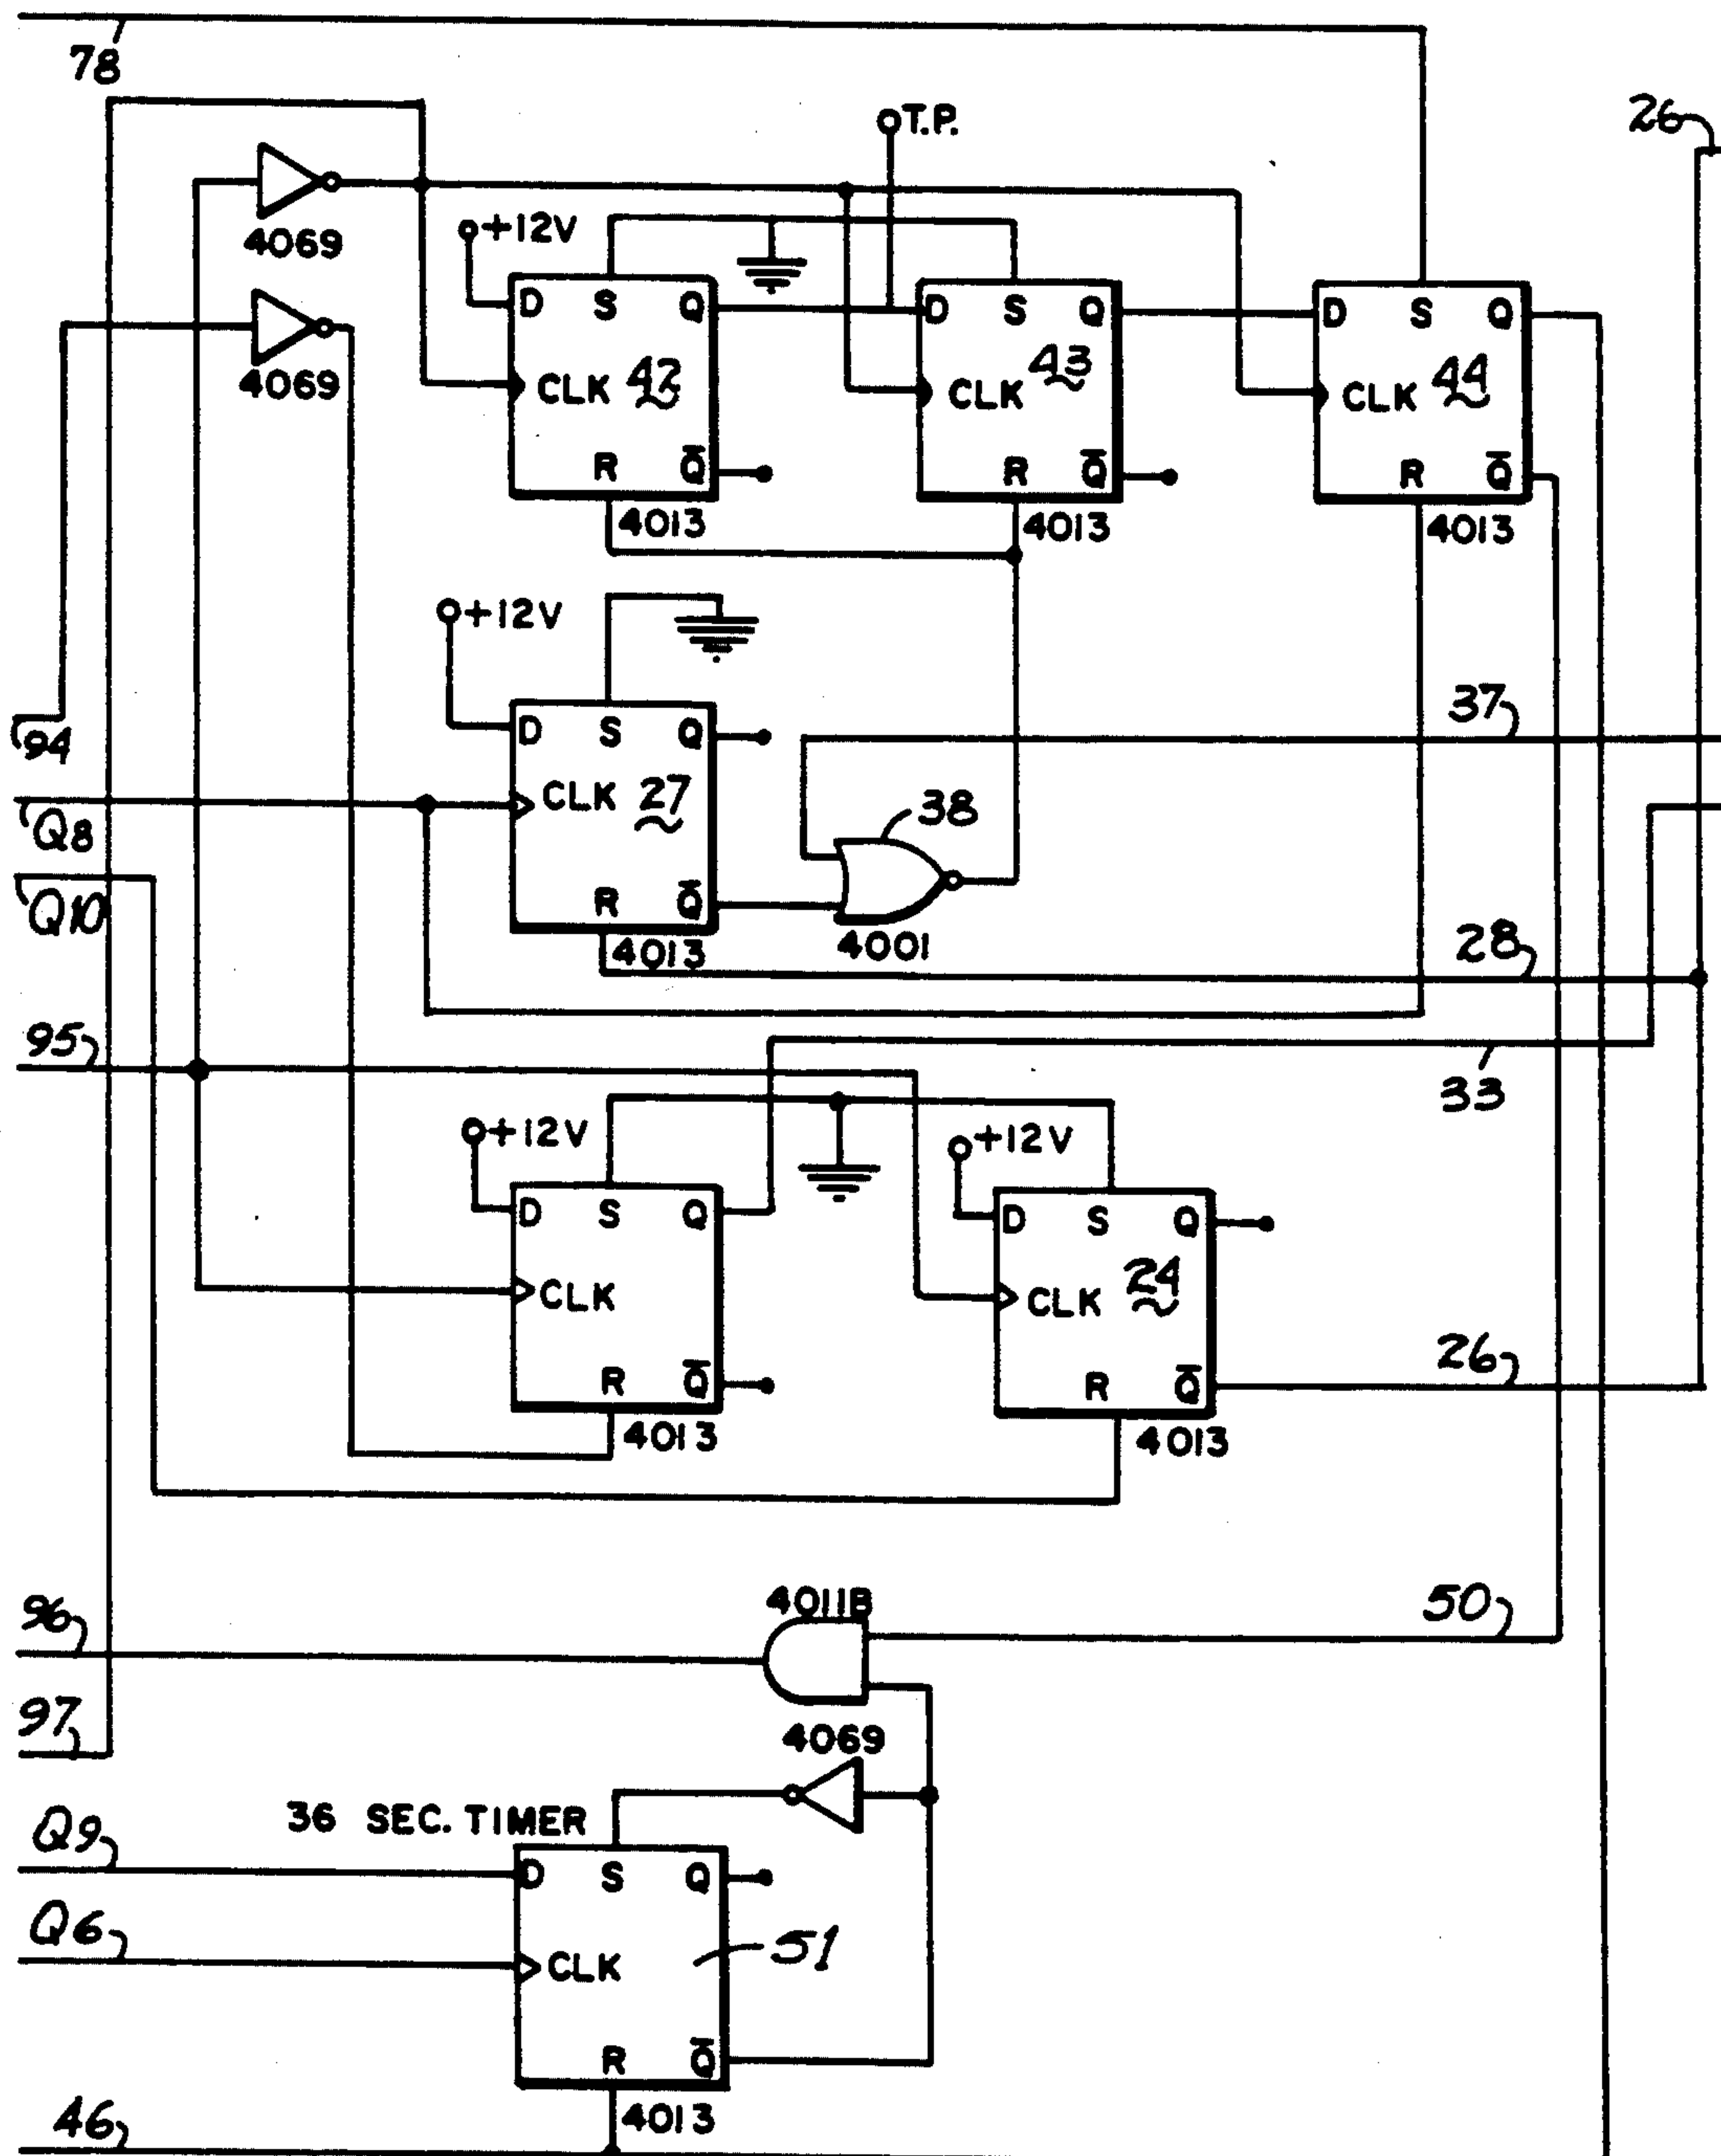 78
26
T.P.
4069
+12V
D S Q
CLK 42
R Q̅
4013
D S Q
CLK 43
R Q̅
4013
D S Q
CLK 44
R Q̅
4013
4069
+12V
37
94
D S Q
CLK 27
R Q̅
4013
Q8
38
Q10
4001
28
95
33
+12V
D S Q
CLK
R Q̅
4013
+12V
D S Q
CLK 24
R Q̅
4013
26
4011B
96
50
97
4069
36 SEC. TIMER
Q9
D S Q
Q6
CLK 51
R Q̅
4013
46